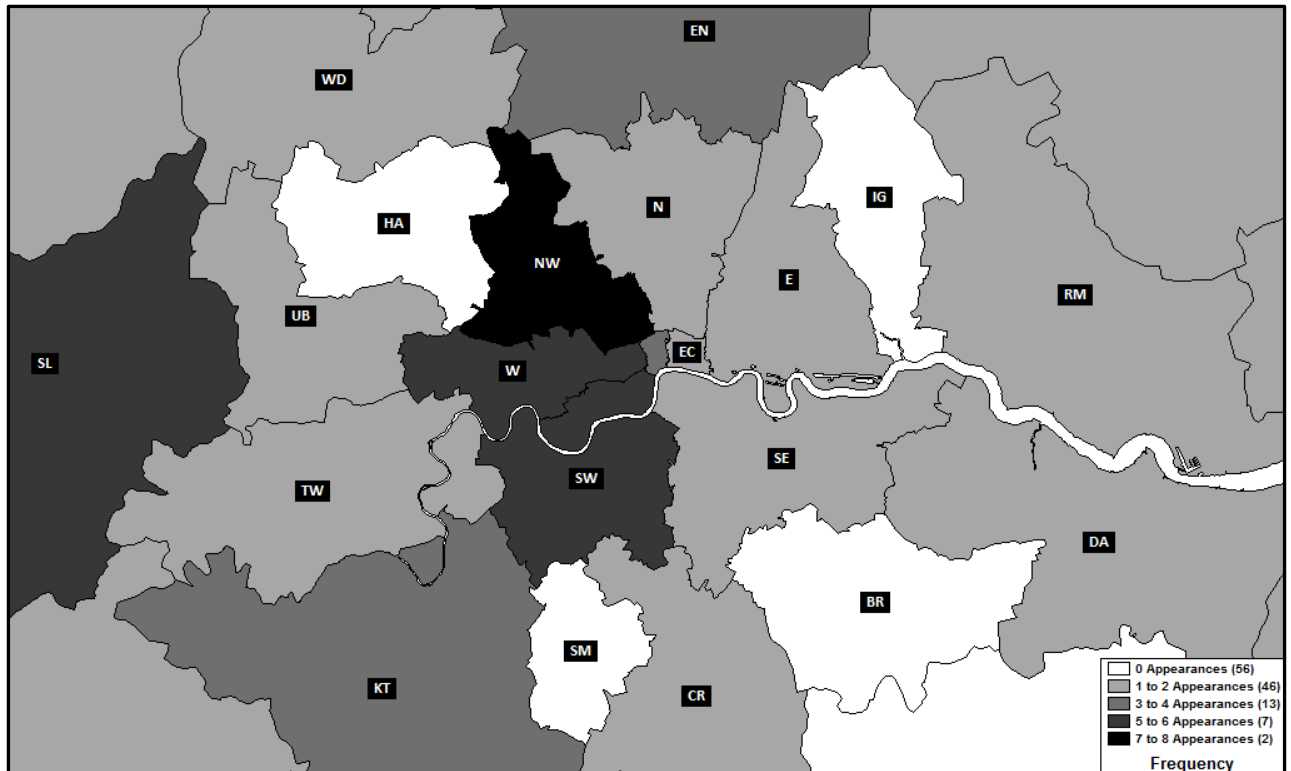 EN
WD
N
IG
HA
NW
E
RM
UB
EC
SL
W
SE
SW
TW
DA
BR
SM
KT
CR
0 Appearances (56)
1 to 2 Appearances (46)
3 to 4 Appearances (13)
5 to 6 Appearances (7)
7 to 8 Appearances (2)
Frequency